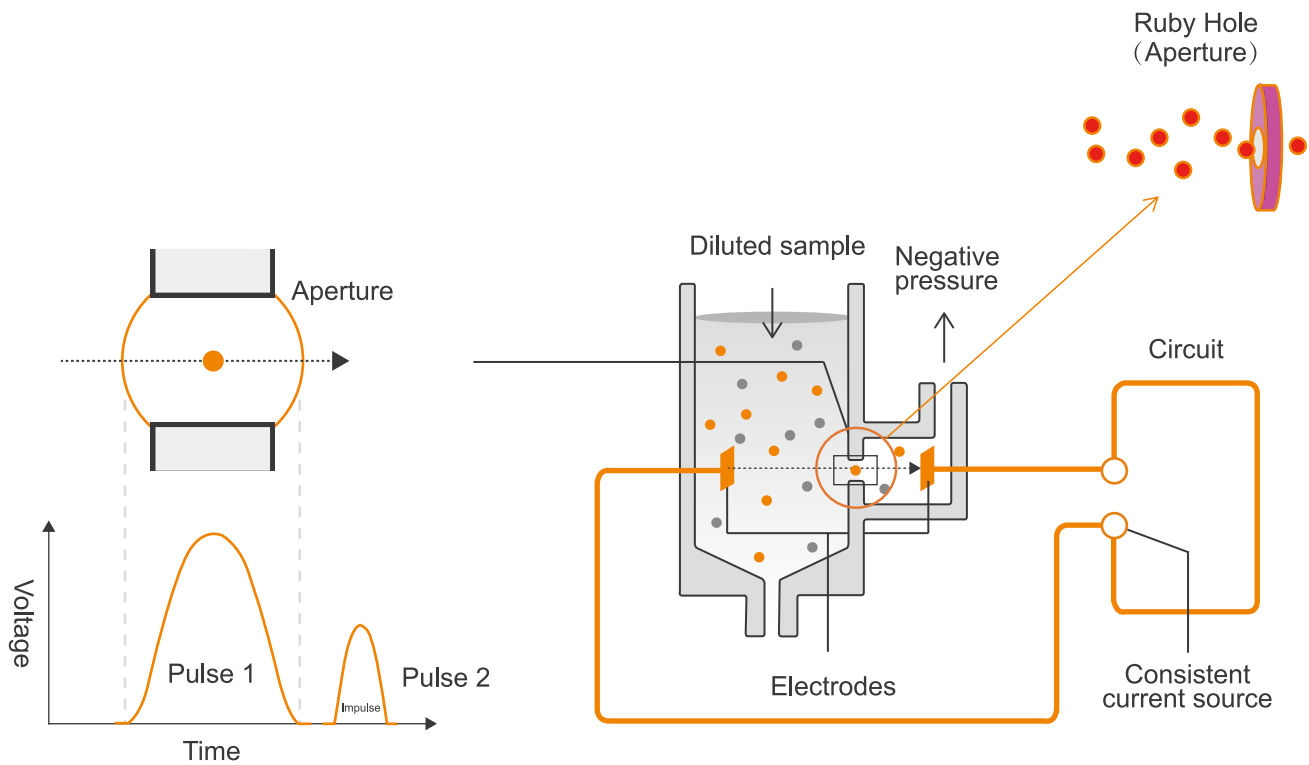 Ruby Hole
（Aperture）
Diluted sample
Negative
pressure
Aperture
Circuit
Voltage
Pulse 1
Impulse
Pulse 2
Time
Electrodes
Consistent
current source